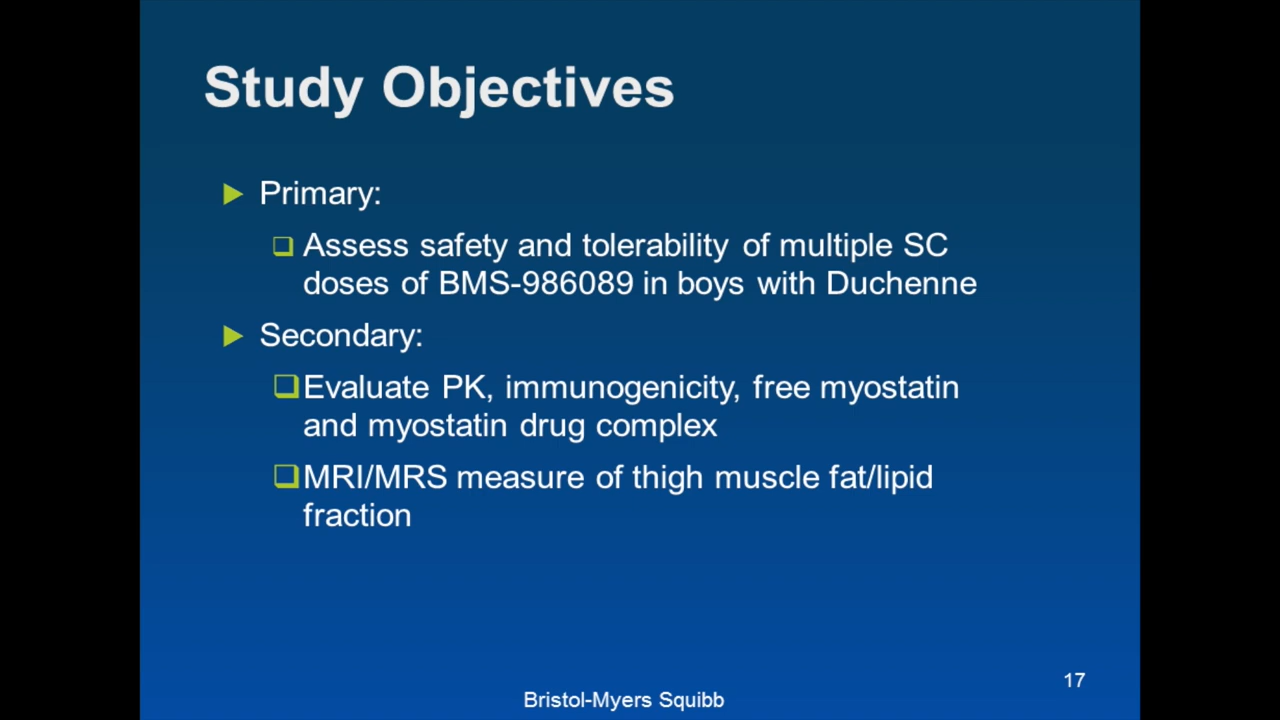 Study Objectives
Primary:
Assess safety and tolerability of multiple SC
doses of BMS-986089 in boys with Duchenne
Secondary:
Evaluate PK, immunogenicity, free myostatin
and myostatin drug complex
MRI/MRS measure of thigh muscle fat/lipid
fraction
17
Bristol-Myers Squibb